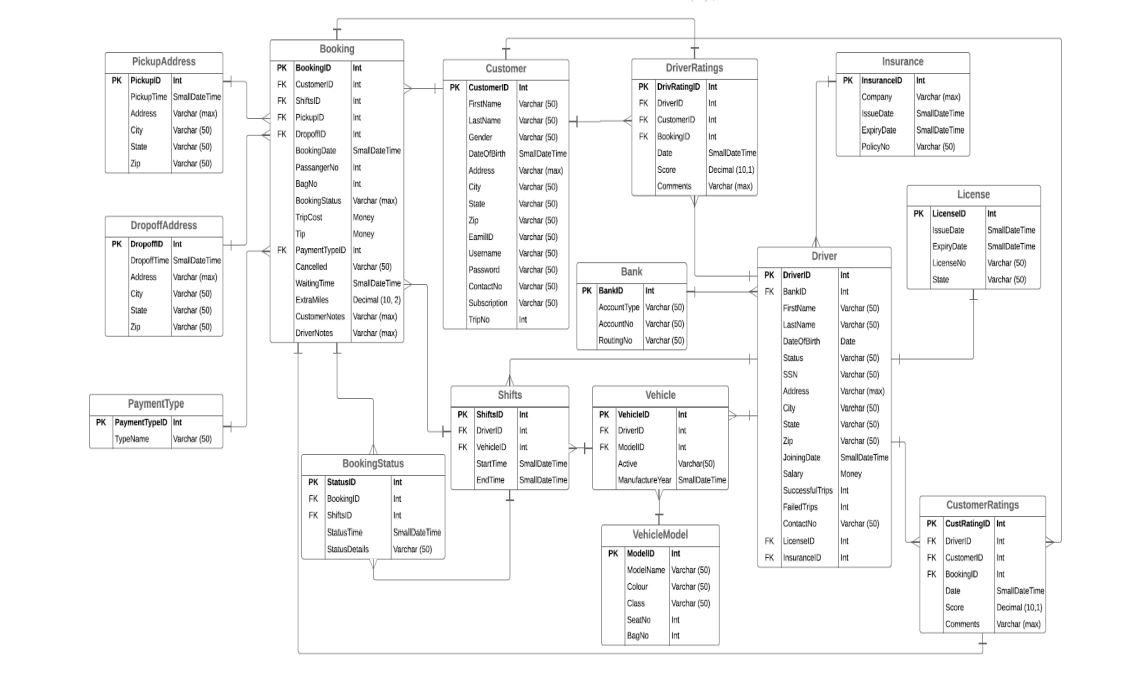 PickupAddress
PK PickupID Int
PickupTime SmallDateTime
Address Varchar (max)
City Varchar (50)
State Varchar (50)
Zip Varchar (50)
DropoffAddress
PK DropoffID Int
DropoffTime SmallDateTime
Address Varchar (max)
City Varchar (50)
State Varchar (50)
Zip Varchar (50)
PaymentType
PK PaymentTypeID Int
TypeName Varchar (50)
Booking
PK BookingID Int
FK CustomerID Int
FK ShiftsID Int
FK PickupID Int
FK DropoffID Int
BookingDate SmallDateTime
PassangerNo Int
BagNo Int
BookingStatus Varchar (max)
TripCost Money
Tip Money
FK PaymentTypeID Int
Cancelled Varchar (50)
WaitingTime SmallDateTime
ExtraMiles Decimal (10, 2)
CustomerNotes Varchar (max)
DriverNotes Varchar (max)
BookingStatus
PK StatusID Int
FK BookingID Int
FK ShiftsID Int
StatusTime SmallDateTime
StatusDetails Varchar (50)
Customer
PK CustomerID Int
FirstName Varchar (50)
LastName Varchar (50)
Gender Varchar (50)
DateOfBirth SmallDateTime
Address Varchar (max)
City Varchar (50)
State Varchar (50)
Zip Varchar (50)
EamilID Varchar (50)
Username Varchar (50)
Password Varchar (50)
ContactNo Varchar (50)
Subscription Varchar (50)
TripNo Int
Shifts
PK ShiftsID Int
FK DriverID Int
FK VehicleID Int
StartTime SmallDateTime
EndTime SmallDateTime
DriverRatings
PK DrivRatingID Int
FK DriverID Int
FK CustomerID Int
FK BookingID Int
Date SmallDateTime
Score Decimal (10,1)
Comments Varchar (max)
Bank
PK BankID Int
AccountType Varchar (50)
AccountNo Varchar (50)
RoutingNo Varchar (50)
Vehicle
PK VehicleID Int
FK DriverID Int
FK ModelID Int
Active Varchar(50)
ManufactureYear SmallDateTime
VehicleModel
PK ModelID Int
ModelName Varchar (50)
Colour Varchar (50)
Class Varchar (50)
SeatNo Int
BagNo Int
Insurance
PK InsuranceID Int
Company Varchar (max)
IssueDate SmallDateTime
ExpiryDate SmallDateTime
PolicyNo Varchar (50)
License
PK LicenseID Int
IssueDate SmallDateTime
ExpiryDate SmallDateTime
LicenseNo Varchar (50)
State Varchar (50)
Driver
PK DriverID Int
FK BankID Int
FirstName Varchar (50)
LastName Varchar (50)
DateOfBirth Date
Status Varchar (50)
SSN Varchar (50)
Address Varchar (max)
City Varchar (50)
State Varchar (50)
Zip Varchar (50)
JoiningDate SmallDateTime
Salary Money
SuccessfulTrips Int
FailedTrips Int
ContactNo Varchar (50)
FK LicenseID Int
FK InsuranceID Int
CustomerRatings
PK CustRatingID Int
FK DriverID Int
FK CustomerID Int
FK BookingID Int
Date SmallDateTime
Score Decimal (10,1)
Comments Varchar (max)